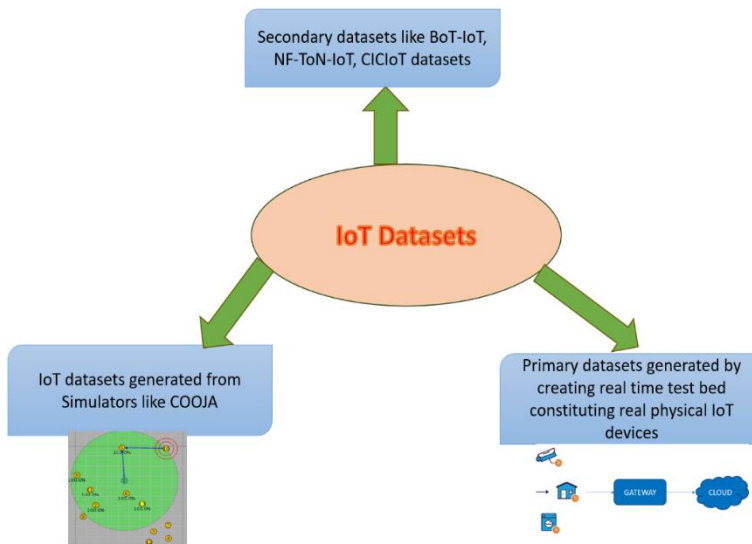 Secondary datasets like BoT-IoT,
NF-ToN-IoT, CICIoT datasets
IoT Datasets
IoT datasets generated from
Simulators like COOJA
Primary datasets generated by
creating real time test bed
constituting real physical IoT
devices
GATEWAY
CLOUD